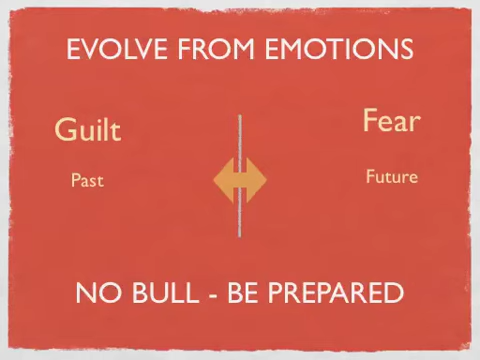 EVOLVE FROM EMOTIONS
Guilt
Fear
Past
Future
NO BULL - BE PREPARED